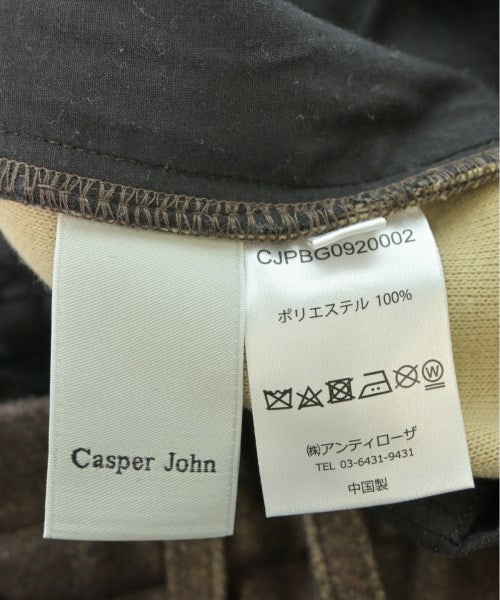 Casper John
CJPBG0920002
ポリエステル 100%
W
㈱アンティローザ
TEL 03-6431-9431
中国製